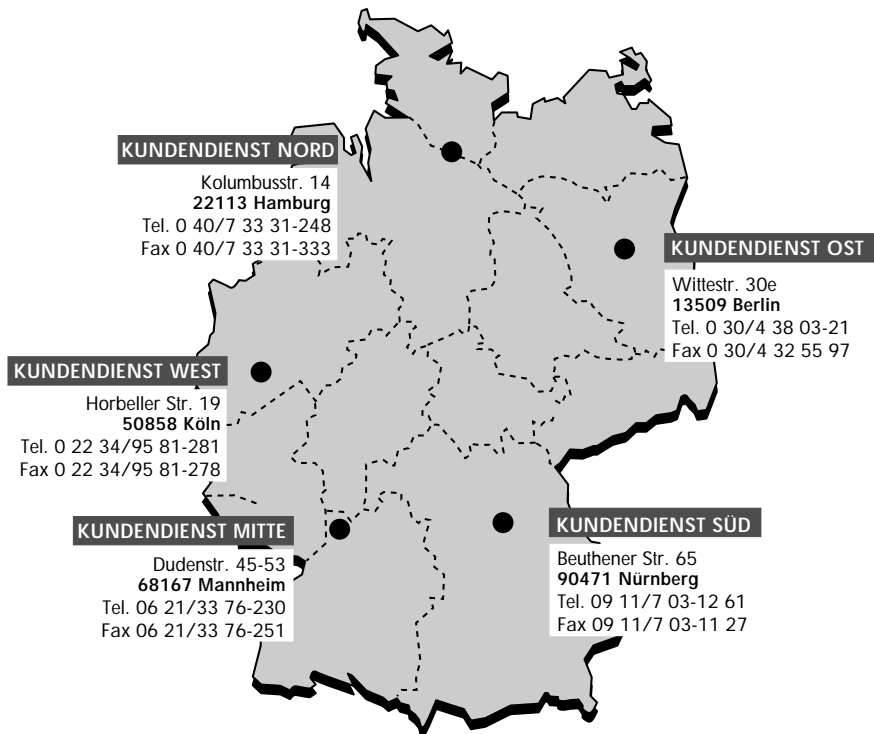 KUNDENDIENST NORD
Kolumbusstr. 14
22113 Hamburg
Tel. 0 40/7 33 31-248
Fax 0 40/7 33 31-333
KUNDENDIENST OST
Wittestr. 30e
13509 Berlin
Tel. 0 30/4 38 03-21
Fax 0 30/4 32 55 97
KUNDENDIENST WEST
Horbeller Str. 19
50858 Köln
Tel. 0 22 34/95 81-281
Fax 0 22 34/95 81-278
KUNDENDIENST MITTE
Dudenstr. 45-53
68167 Mannheim
Tel. 06 21/33 76-230
Fax 06 21/33 76-251
KUNDENDIENST SÜD
Beuthener Str. 65
90471 Nürnberg
Tel. 09 11/7 03-12 61
Fax 09 11/7 03-11 27